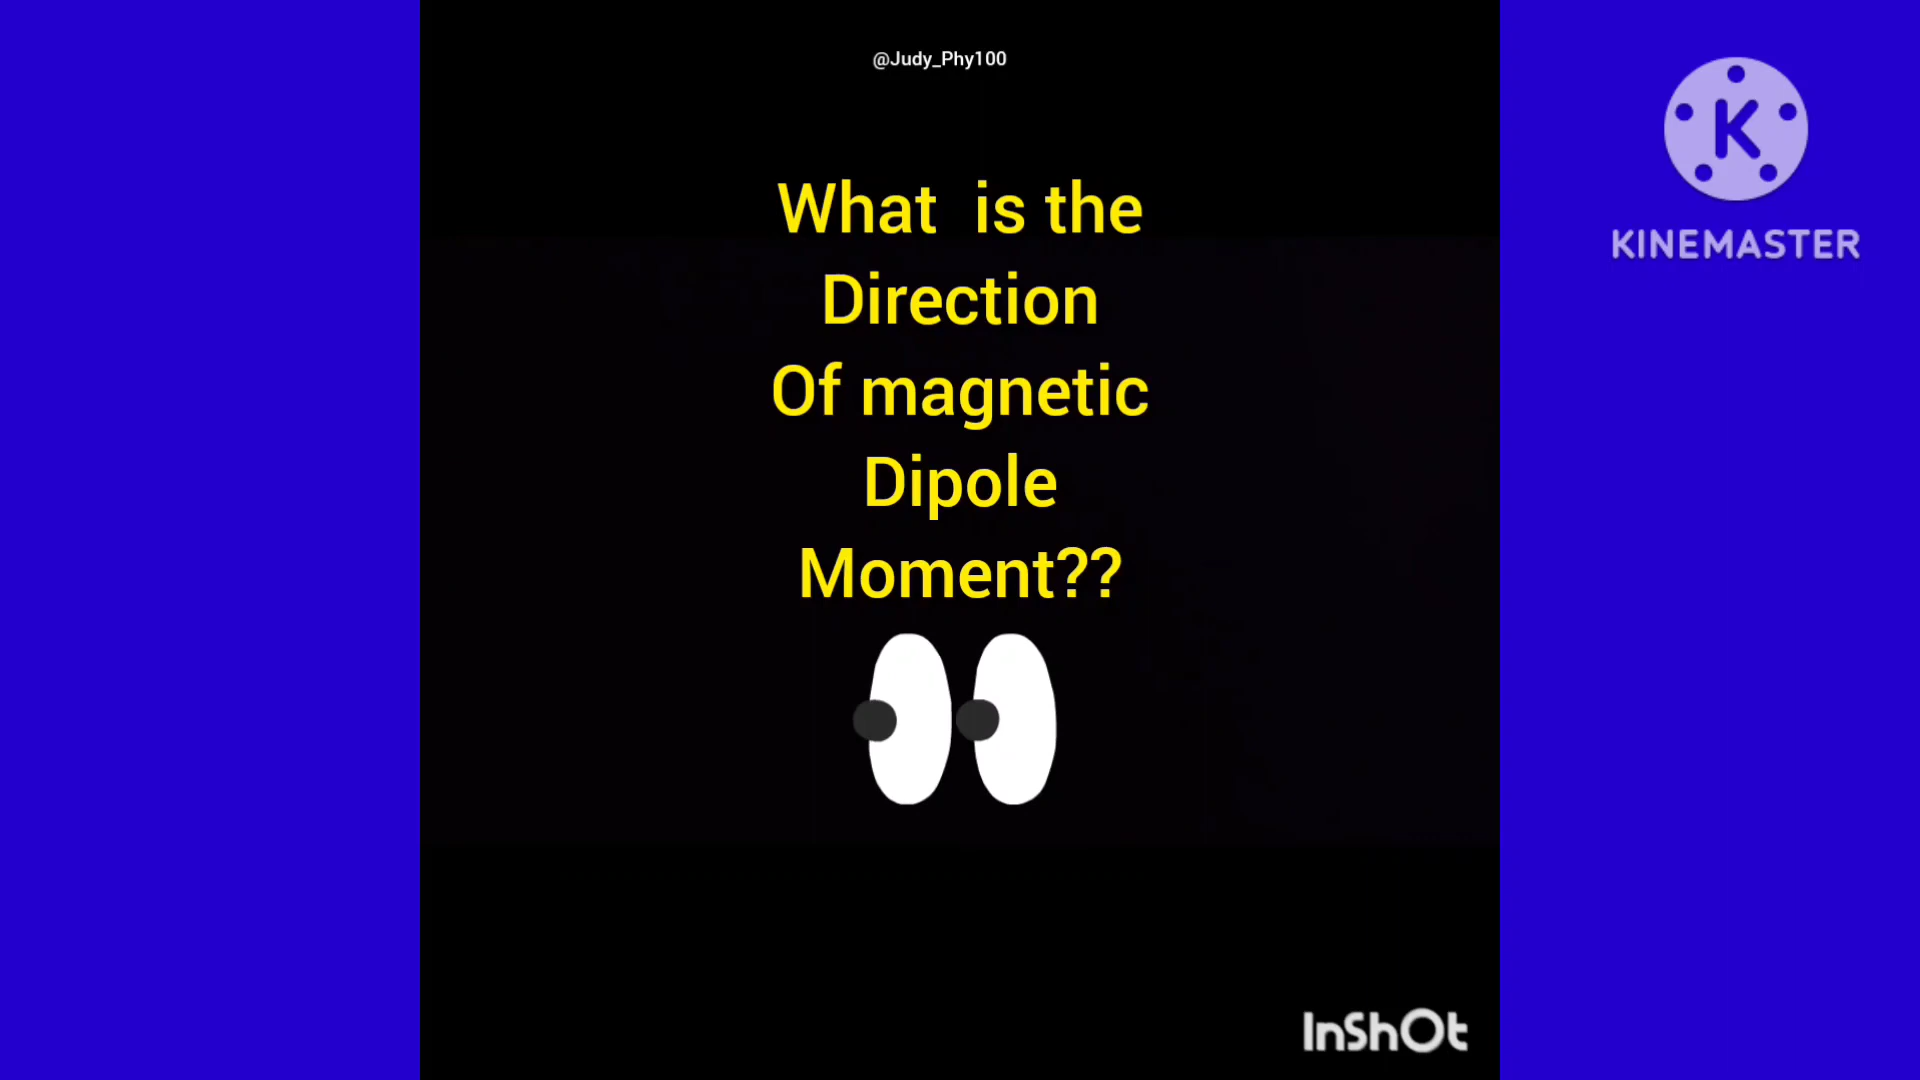 @Judy_Phy100
What is the
Direction
Of magnetic
Dipole
Moment??
K
KINEMASTER
InShOt